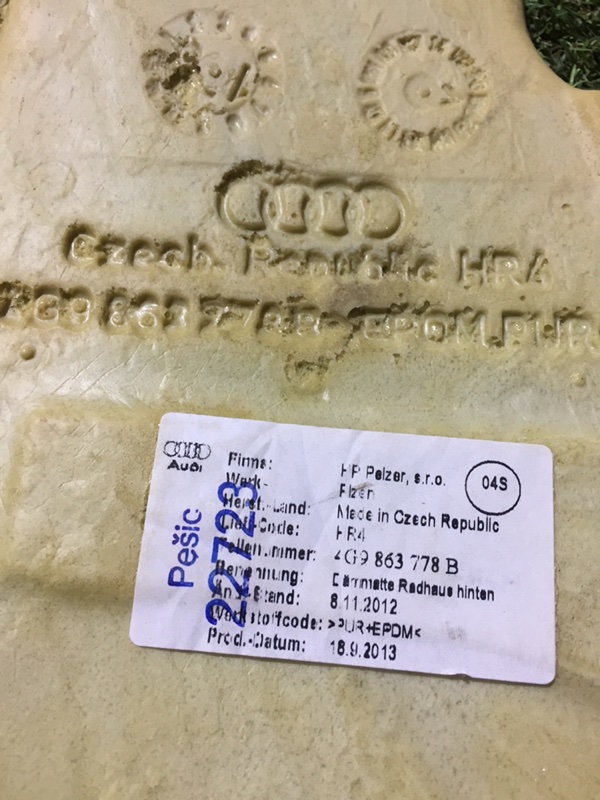 Czech. Republic HR4
4G9 863 778 B EPDM.PUR
Audi
Firma: HP Pelzer, s.r.o.
04S
Werk: Plzen
Herst.-Land: Made in Czech Republic
Lief.-Code: HR4
Teilenummer: 4G9 863 778 B
Benennung: Dämmatte Radhaus hinten
Änd.-Stand: 8.11.2012
Werkstoffcode: >PUR+EPDM<
Prod.-Datum: 18.9.2013
Pešic
22723